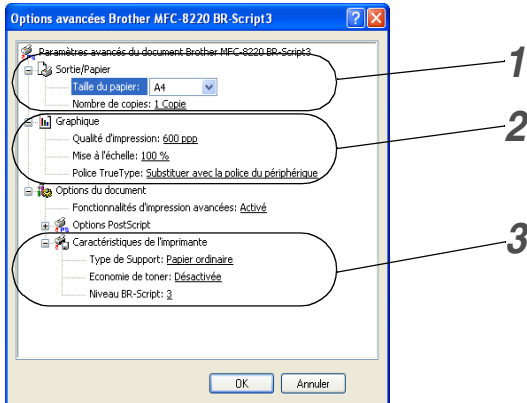 Options avancées Brother MFC-8220 BR-Script3
Paramètres avancés du document Brother MFC-8220 BR-Script3
Sortie/Papier
Taille du papier: A4
Nombre de copies: 1 Copie
1
Graphique
Qualité d'impression: 600 ppp
Mise à l'échelle: 100 %
Police TrueType: Substituer avec la police du périphérique
2
Options du document
Fonctionnalités d'impression avancées: Activé
Options PostScript
Caractéristiques de l'imprimante
Type de Support: Papier ordinaire
Economie de toner: Désactivée
Niveau BR-Script: 3
3
OK Annuler